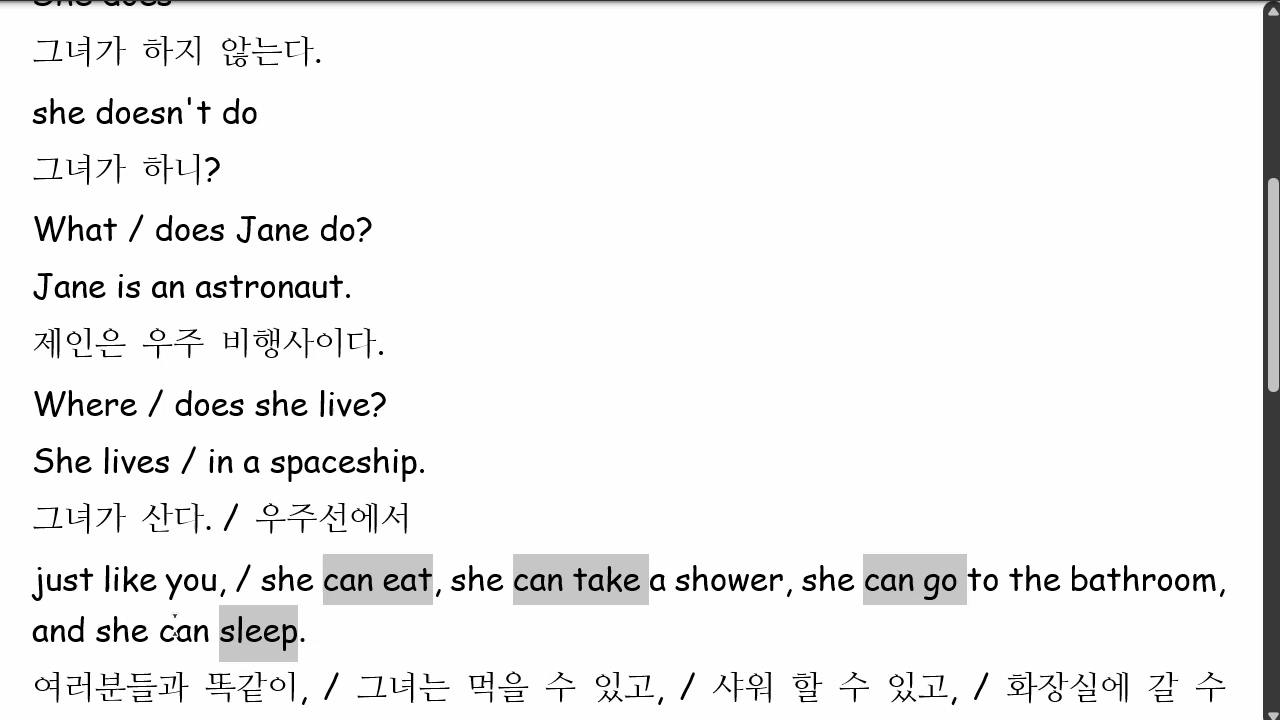 She does
그녀가 하지 않는다.
she doesn't do
그녀가 하니?
What / does Jane do?
Jane is an astronaut.
제인은 우주 비행사이다.
Where / does she live?
She lives / in a spaceship.
그녀가 산다. / 우주선에서
just like you, / she can eat, she can take a shower, she can go to the bathroom,
and she can sleep.
여러분들과 똑같이, / 그녀는 먹을 수 있고, / 샤워 할 수 있고, / 화장실에 갈 수